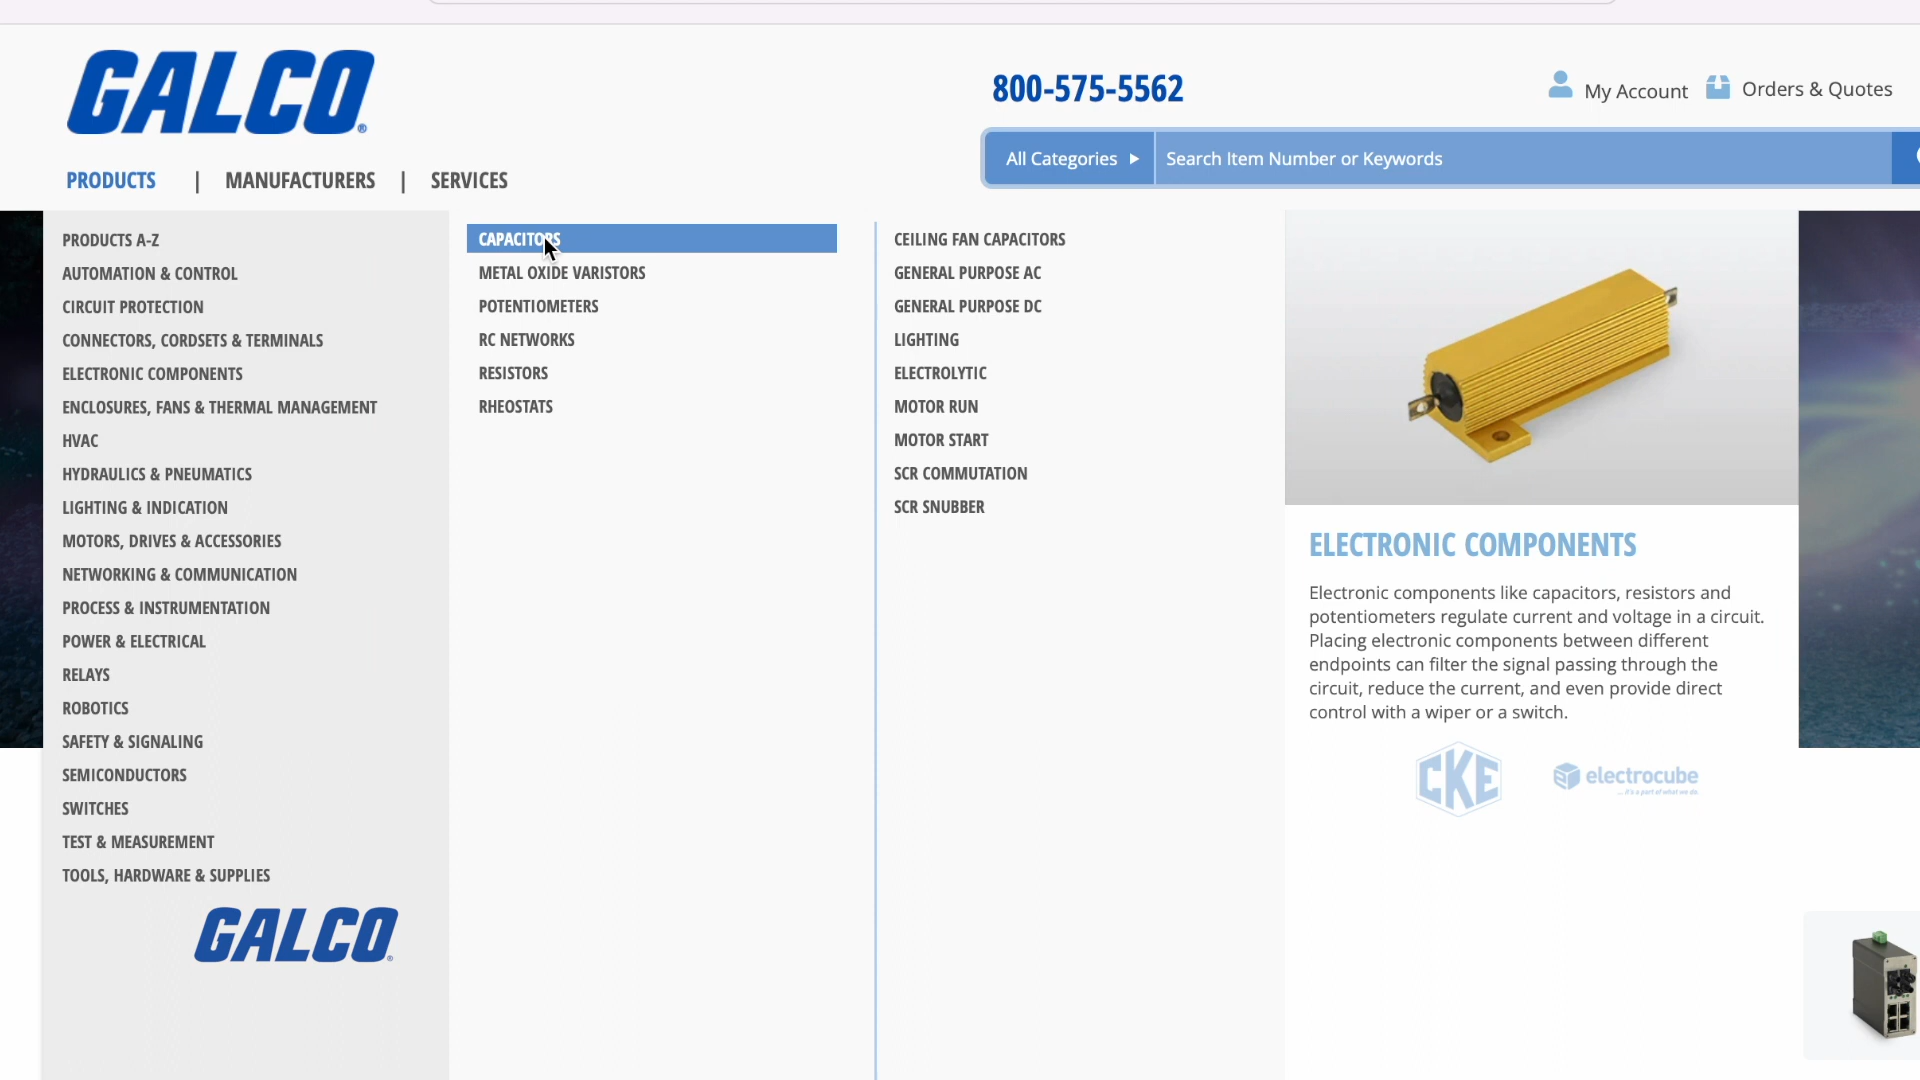 GALCO
800-575-5562
My Account
Orders & Quotes
All Categories
Search Item Number or Keywords
PRODUCTS | MANUFACTURERS | SERVICES
PRODUCTS A-Z
AUTOMATION & CONTROL
CIRCUIT PROTECTION
CONNECTORS, CORDSETS & TERMINALS
ELECTRONIC COMPONENTS
ENCLOSURES, FANS & THERMAL MANAGEMENT
HVAC
HYDRAULICS & PNEUMATICS
LIGHTING & INDICATION
MOTORS, DRIVES & ACCESSORIES
NETWORKING & COMMUNICATION
PROCESS & INSTRUMENTATION
POWER & ELECTRICAL
RELAYS
ROBOTICS
SAFETY & SIGNALING
SEMICONDUCTORS
SWITCHES
TEST & MEASUREMENT
TOOLS, HARDWARE & SUPPLIES
GALCO
CAPACITORS
METAL OXIDE VARISTORS
POTENTIOMETERS
RC NETWORKS
RESISTORS
RHEOSTATS
CEILING FAN CAPACITORS
GENERAL PURPOSE AC
GENERAL PURPOSE DC
LIGHTING
ELECTROLYTIC
MOTOR RUN
MOTOR START
SCR COMMUTATION
SCR SNUBBER
ELECTRONIC COMPONENTS
Electronic components like capacitors, resistors and
potentiometers regulate current and voltage in a circuit.
Placing electronic components between different
endpoints can filter the signal passing through the
circuit, reduce the current, and even provide direct
control with a wiper or a switch.
CKE
electrocube
... it's a part of what we do